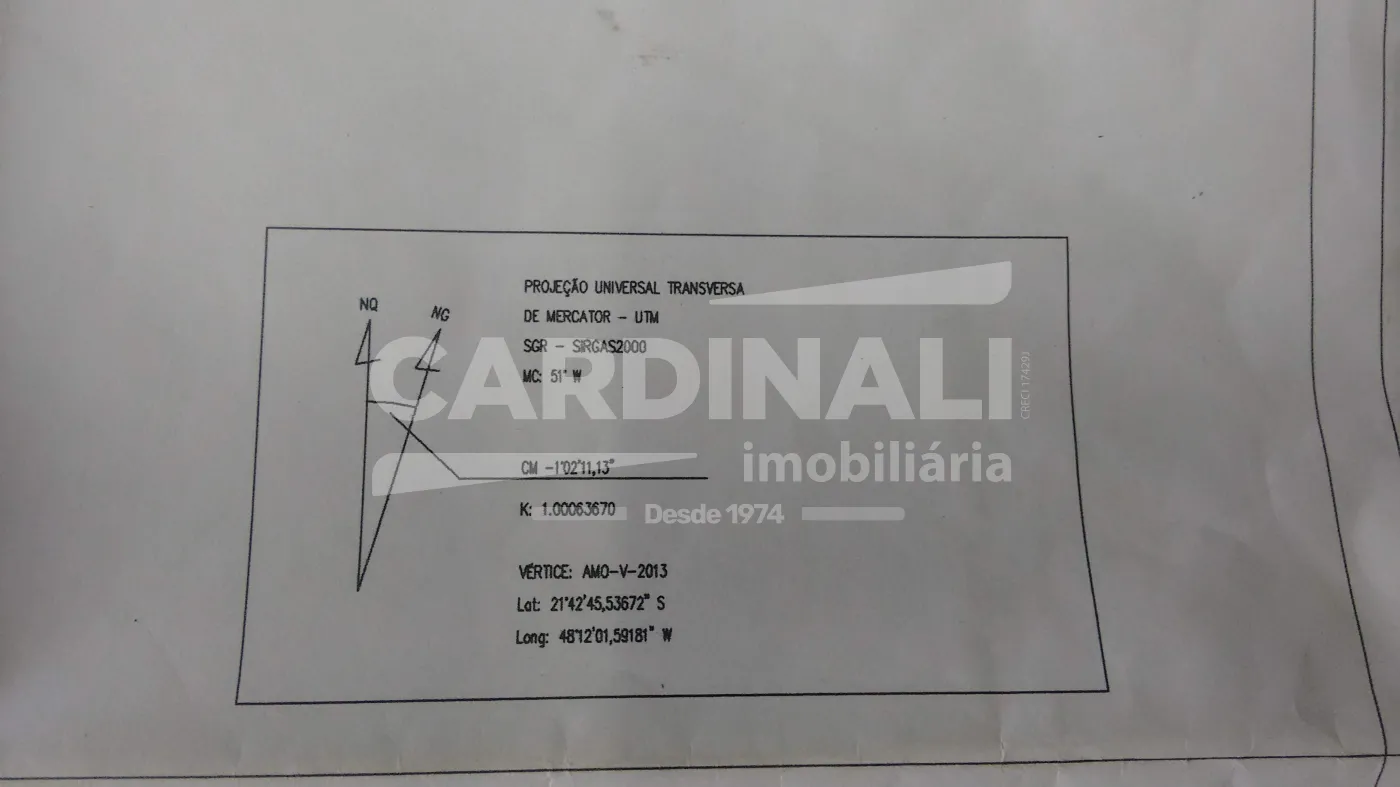 NQ
NG
PROJEÇÃO UNIVERSAL TRANSVERSA
DE MERCATOR - UTM
SGR - SIRGAS2000
MC: 51° W
CARDINALI
imobiliária
Desde 1974
CRECI 17429J
CM -1°02'11,13"
K: 1.00063670
VÉRTICE: AMO-V-2013
Lat: 21°42'45,53672" S
Long: 48°12'01,59181" W